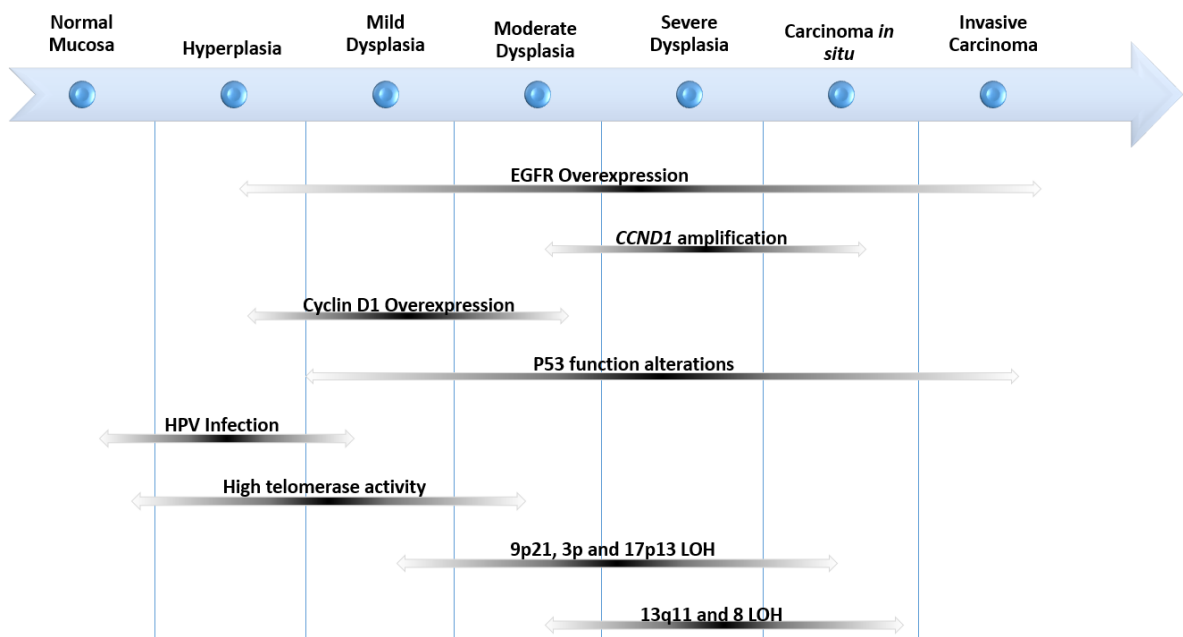 Normal
Mucosa
Hyperplasia
Mild
Dysplasia
Moderate
Dysplasia
Severe
Dysplasia
Carcinoma in
situ
Invasive
Carcinoma
EGFR Overexpression
CCND1 amplification
Cyclin D1 Overexpression
P53 function alterations
HPV Infection
High telomerase activity
9p21, 3p and 17p13 LOH
13q11 and 8 LOH